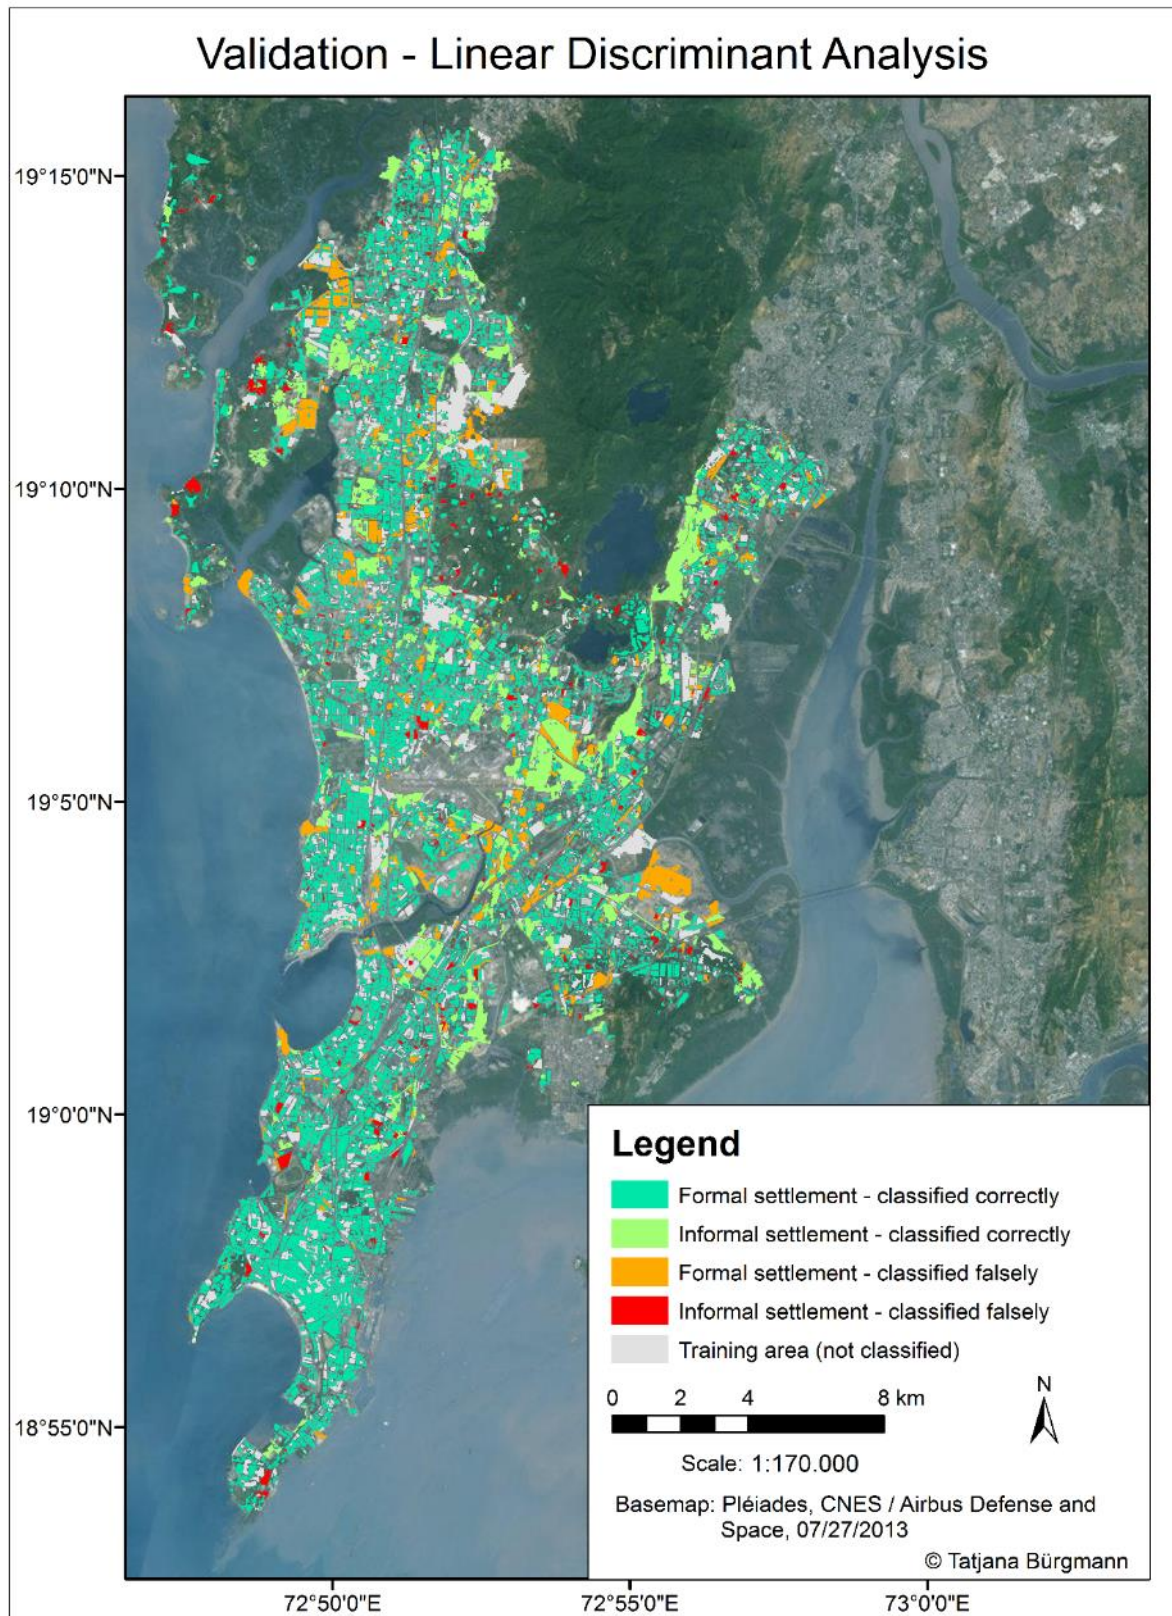 Validation - Linear Discriminant Analysis
19°15'0"N
19°10'0"N
19°5'0"N
19°0'0"N
18°55'0"N
Legend
Formal settlement - classified correctly
Informal settlement - classified correctly
Formal settlement - classified falsely
Informal settlement - classified falsely
Training area (not classified)
0 2 4 8 km
N
Scale: 1:170.000
Basemap: Pléiades, CNES / Airbus Defense and
Space, 07/27/2013
© Tatjana Bürgmann
72°50'0"E 72°55'0"E 73°0'0"E